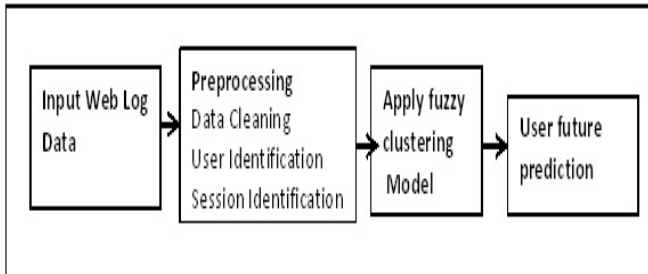 Input Web Log
Data
Preprocessing
Data Cleaning
User Identification
Session Identification
Apply fuzzy
clustering
Model
User future
prediction